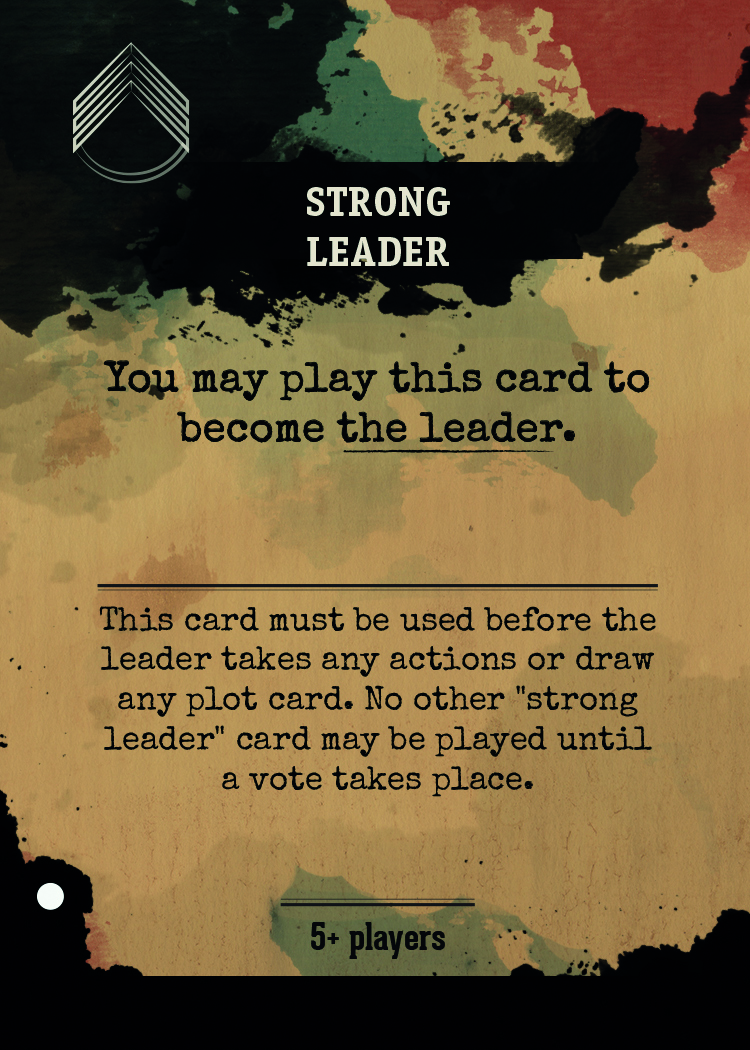 STRONG
LEADER
You may play this card to
become the leader.
This card must be used before the
leader takes any actions or draw
any plot card. No other "strong
leader" card may be played until
a vote takes place.
5+ players